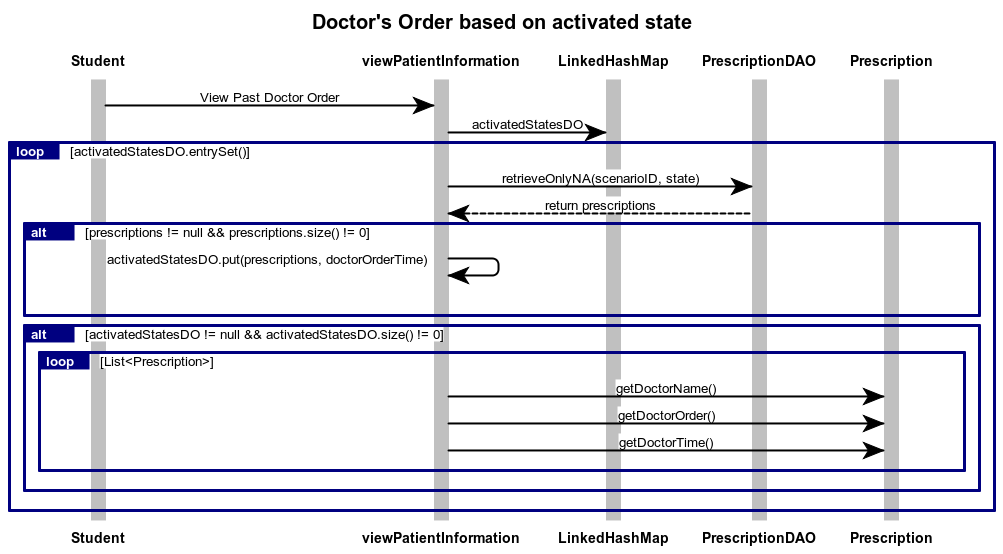 Doctor's Order based on activated state
Student viewPatientInformation LinkedHashMap PrescriptionDAO Prescription
View Past Doctor Order
activatedStatesDO
loop [activatedStatesDO.entrySet()]
retrieveOnlyNA(scenarioID, state)
return prescriptions
alt [prescriptions != null && prescriptions.size() != 0]
activatedStatesDO.put(prescriptions, doctorOrderTime)
alt [activatedStatesDO != null && activatedStatesDO.size() != 0]
loop [List<Prescription>]
getDoctorName()
getDoctorOrder()
getDoctorTime()
Student viewPatientInformation LinkedHashMap PrescriptionDAO Prescription